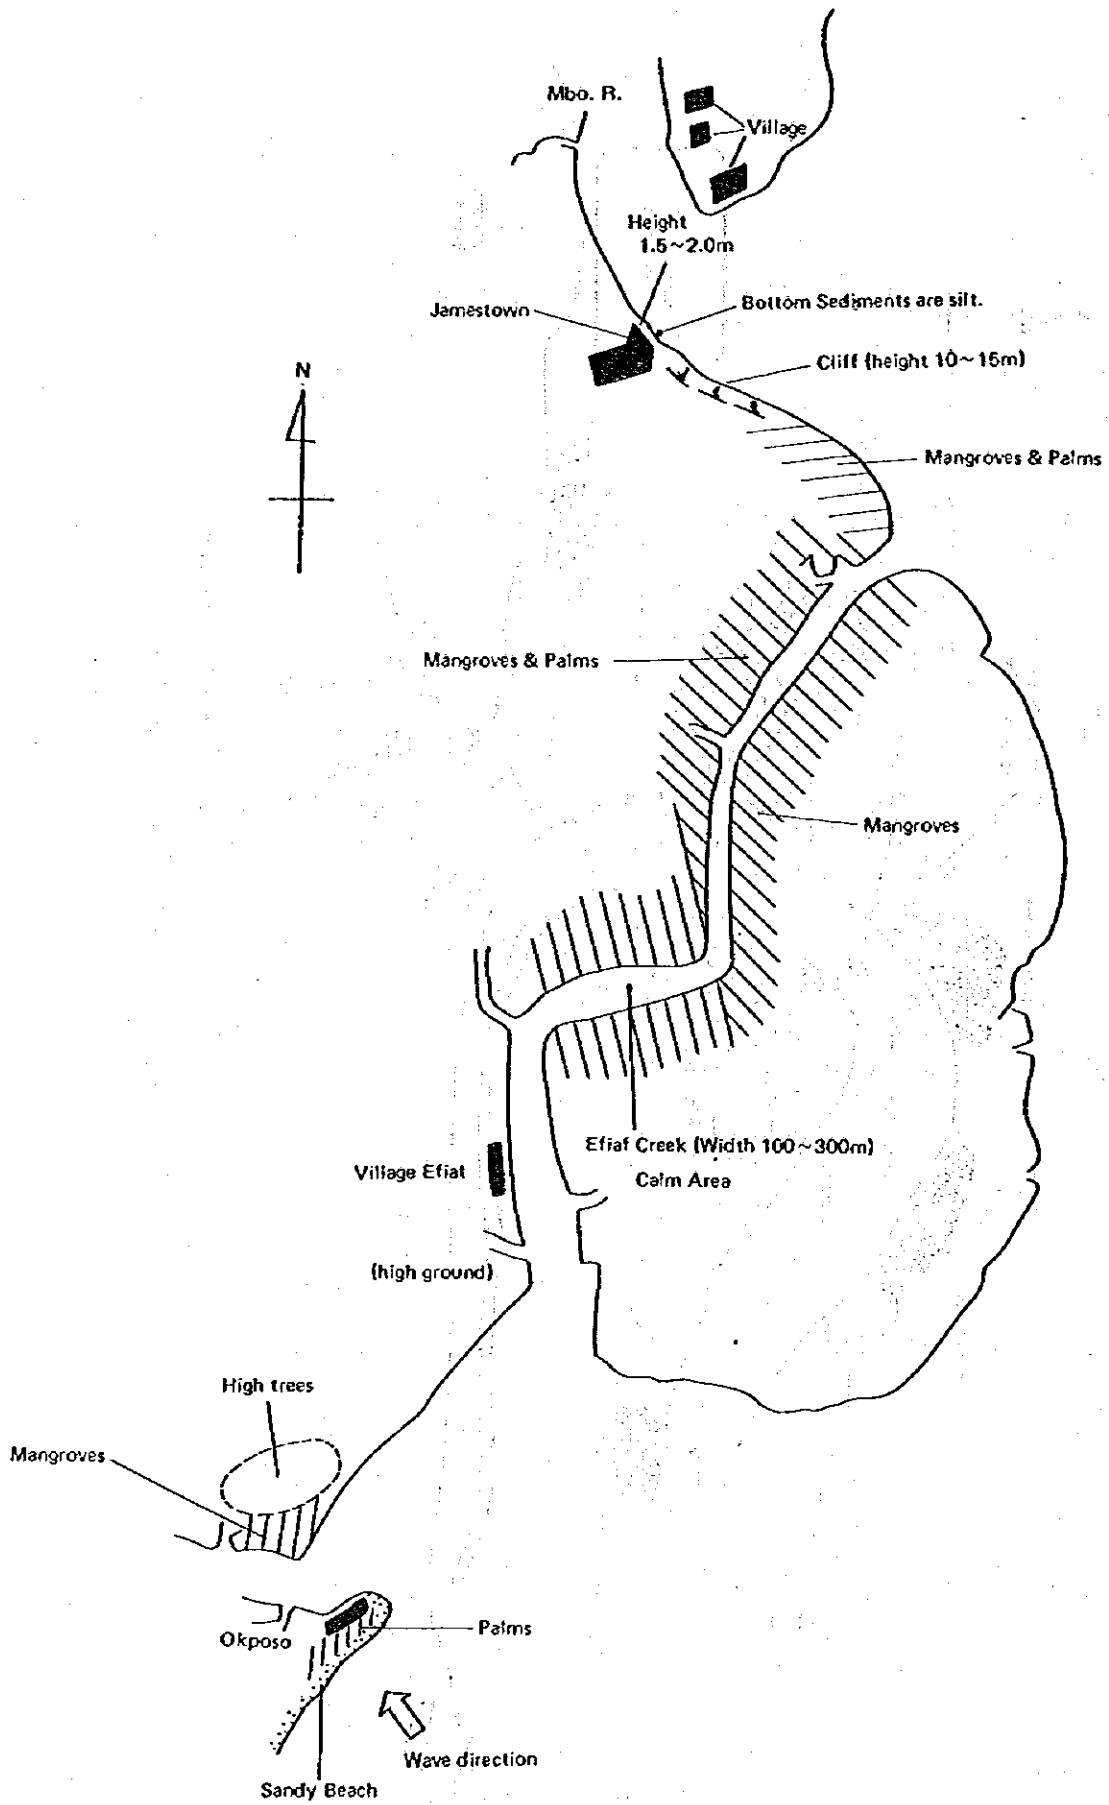 Mbo. R.
Village
Height
1.5~2.0m
Jamestown
Bottom Sediments are silt.
Cliff (height 10~15m)
N
Mangroves & Palms
Mangroves & Palms
Mangroves
Efiat Creek (Width 100~300m)
Calm Area
Village Efiat
(high ground)
High trees
Mangroves
Okposo
Palms
Wave direction
Sandy Beach